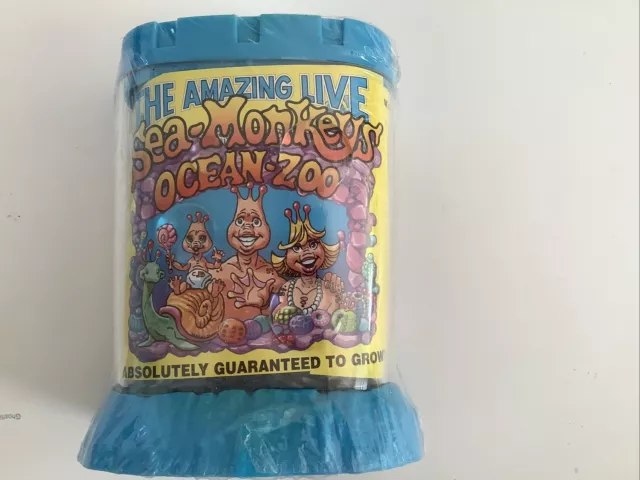 THE AMAZING LIVE
Sea-Monkeys
OCEAN-ZOO
ABSOLUTELY GUARANTEED TO GROW